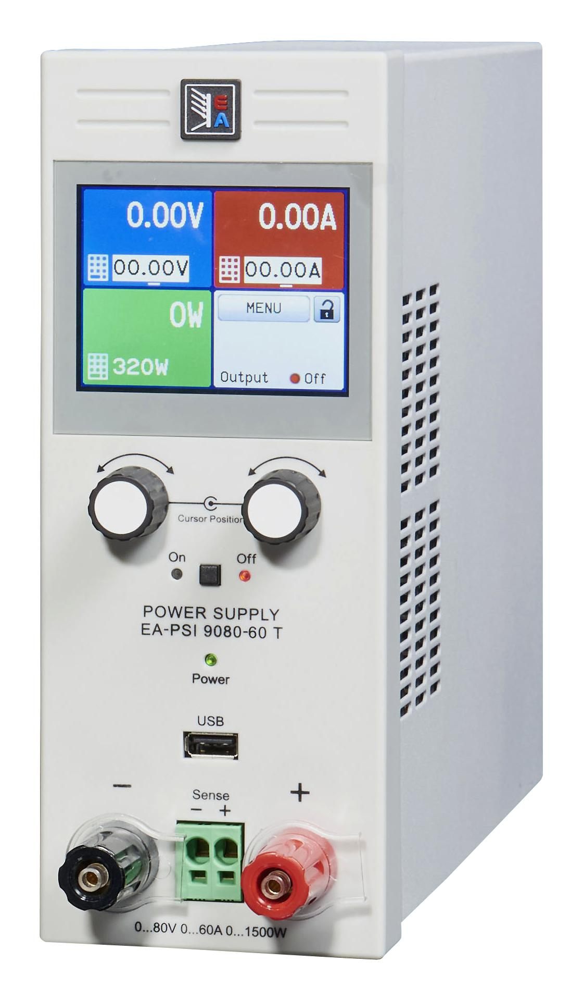 E
A
0.00V 0.00A
00.00V 00.00A
0W MENU
320W
Output Off
Cursor Position
On Off
POWER SUPPLY
EA-PSI 9080-60 T
Power
USB
− +
Sense
− +
0...80V 0...60A 0...1500W